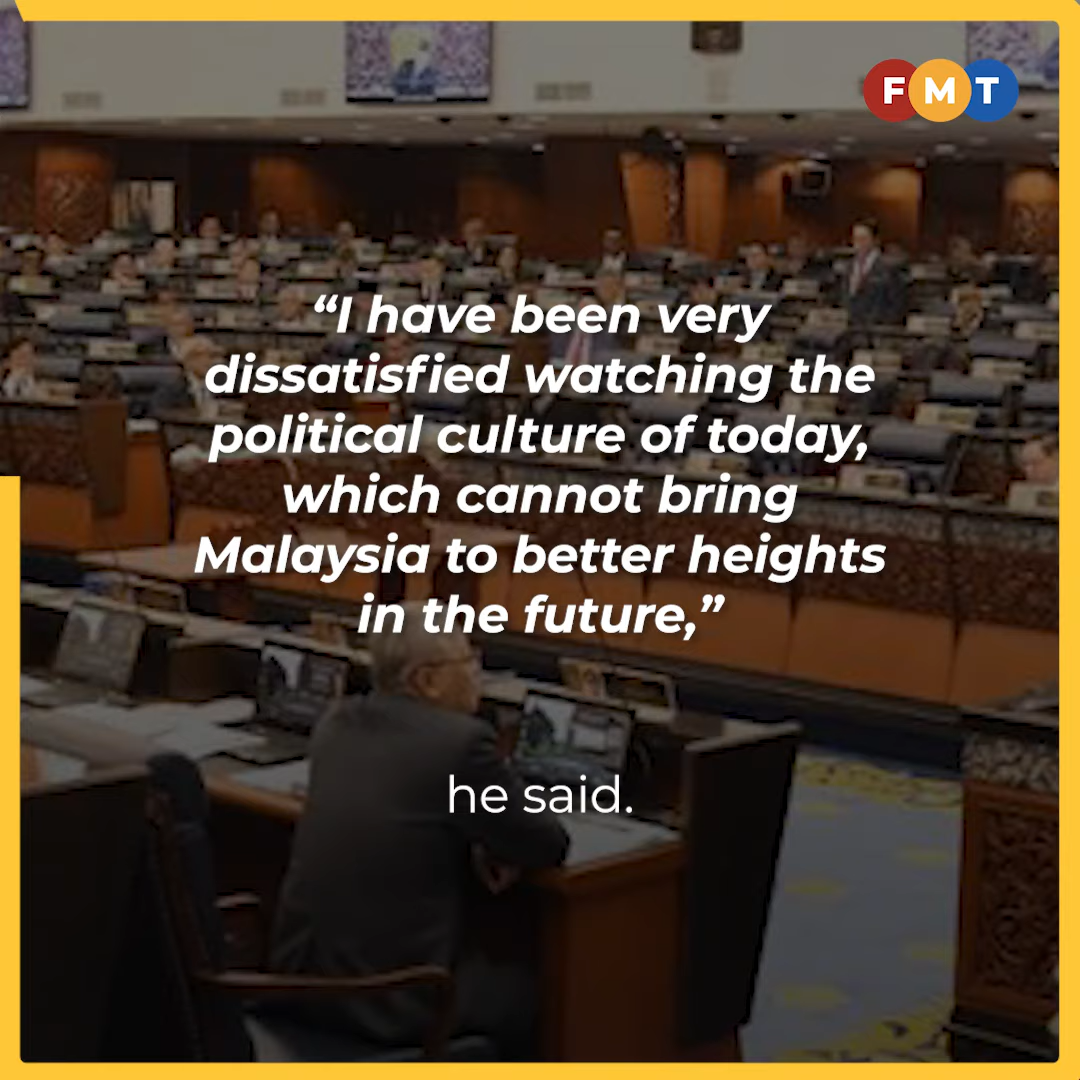 FMT
“I have been very
dissatisfied watching the
political culture of today,
which cannot bring
Malaysia to better heights
in the future,”
he said.